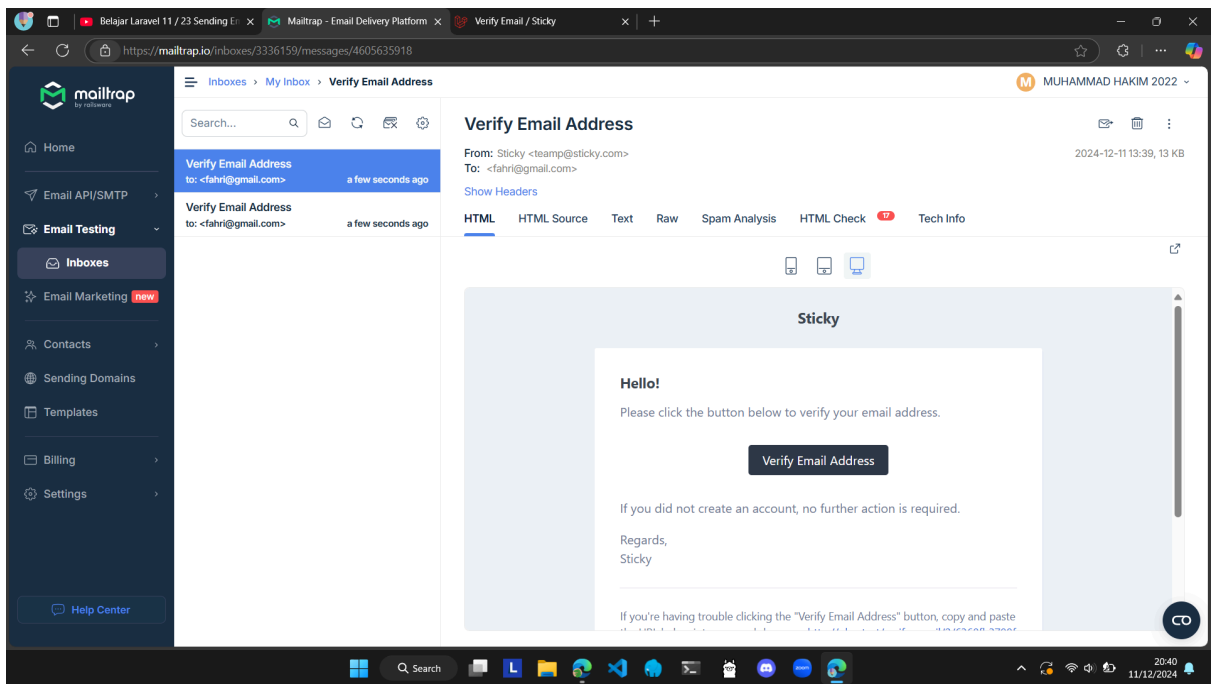 Belajar Laravel 11 / 23 Sending En
Mailtrap - Email Delivery Platform
Verify Email / Sticky
https://mailtrap.io/inboxes/3336159/messages/4605635918
mailtrap
by railsware
Home
Email API/SMTP
Email Testing
Inboxes
Email Marketing new
Contacts
Sending Domains
Templates
Billing
Settings
Help Center
Inboxes > My Inbox > Verify Email Address
MUHAMMAD HAKIM 2022
M
Search...
Verify Email Address
to: <fahri@gmail.com> a few seconds ago
Verify Email Address
to: <fahri@gmail.com> a few seconds ago
Verify Email Address
From: Sticky <teamp@sticky.com>
2024-12-11 13:39, 13 KB
To: <fahri@gmail.com>
Show Headers
HTML HTML Source Text Raw Spam Analysis HTML Check 17 Tech Info
Sticky
Hello!
Please click the button below to verify your email address.
Verify Email Address
If you did not create an account, no further action is required.
Regards,
Sticky
If you're having trouble clicking the "Verify Email Address" button, copy and paste
Search
L
zoom
20:40
11/12/2024